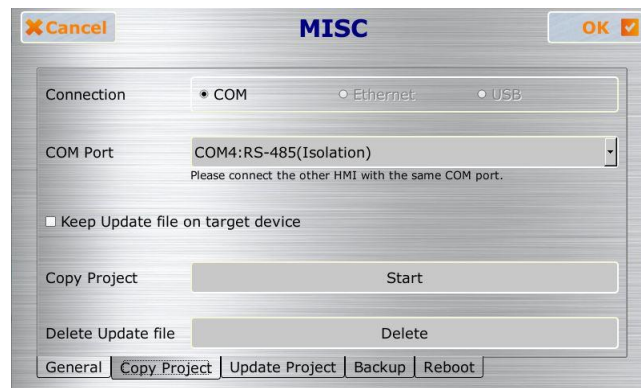 Cancel
MISC
OK
Connection
COM
Ethernet
USB
COM Port
COM4:RS-485(Isolation)
Please connect the other HMI with the same COM port.
Keep Update file on target device
Copy Project
Start
Delete Update file
Delete
General
Copy Project
Update Project
Backup
Reboot